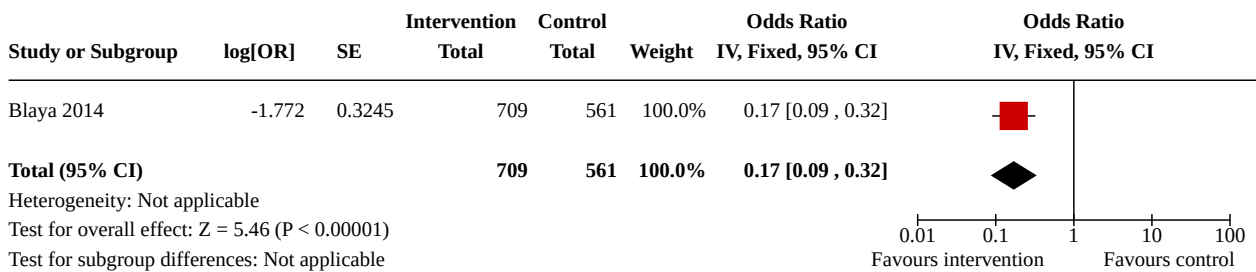 Intervention Control Odds Ratio Odds Ratio
Study or Subgroup log[OR] SE Total Total Weight IV, Fixed, 95% CI IV, Fixed, 95% CI
Blaya 2014 -1.772 0.3245 709 561 100.0% 0.17 [0.09 , 0.32]
Total (95% CI) 709 561 100.0% 0.17 [0.09 , 0.32]
Heterogeneity: Not applicable
Test for overall effect: Z = 5.46 (P < 0.00001)
0.01 0.1 1 10 100
Test for subgroup differences: Not applicable Favours intervention Favours control